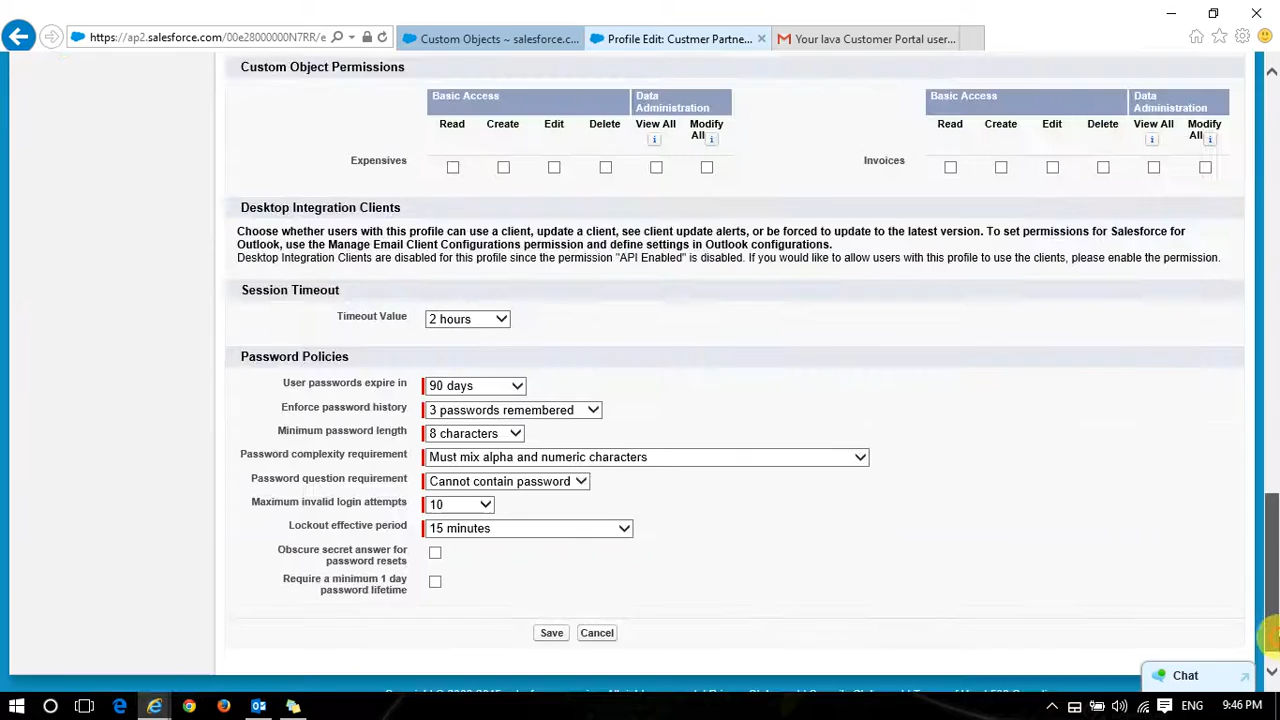 https://ap2.salesforce.com/00e28000000N7RR/e
Custom Objects ~ salesforce.c...
Profile Edit: Custmer Partne...
Your lava Customer Portal user...
Custom Object Permissions
Basic Access
Data Administration
Basic Access
Data Administration
Read Create Edit Delete View All Modify All
Read Create Edit Delete View All Modify All
Expensives
Invoices
Desktop Integration Clients
Choose whether users with this profile can use a client, update a client, see client update alerts, or be forced to update to the latest version. To set permissions for Salesforce for
Outlook, use the Manage Email Client Configurations permission and define settings in Outlook configurations.
Desktop Integration Clients are disabled for this profile since the permission "API Enabled" is disabled. If you would like to allow users with this profile to use the clients, please enable the permission.
Session Timeout
Timeout Value 2 hours
Password Policies
User passwords expire in 90 days
Enforce password history 3 passwords remembered
Minimum password length 8 characters
Password complexity requirement Must mix alpha and numeric characters
Password question requirement Cannot contain password
Maximum invalid login attempts 10
Lockout effective period 15 minutes
Obscure secret answer for
password resets
Require a minimum 1 day
password lifetime
Save Cancel
Chat
ENG 9:46 PM